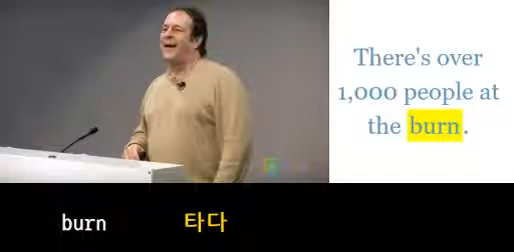 There's over
1,000 people at
the burn.
burn 타다